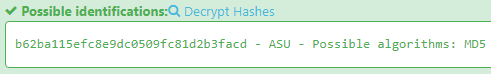 ✔ Possible identifications: 🔍 Decrypt Hashes
b62ba115efc8e9dc0509fc81d2b3facd - ASU - Possible algorithms: MD5